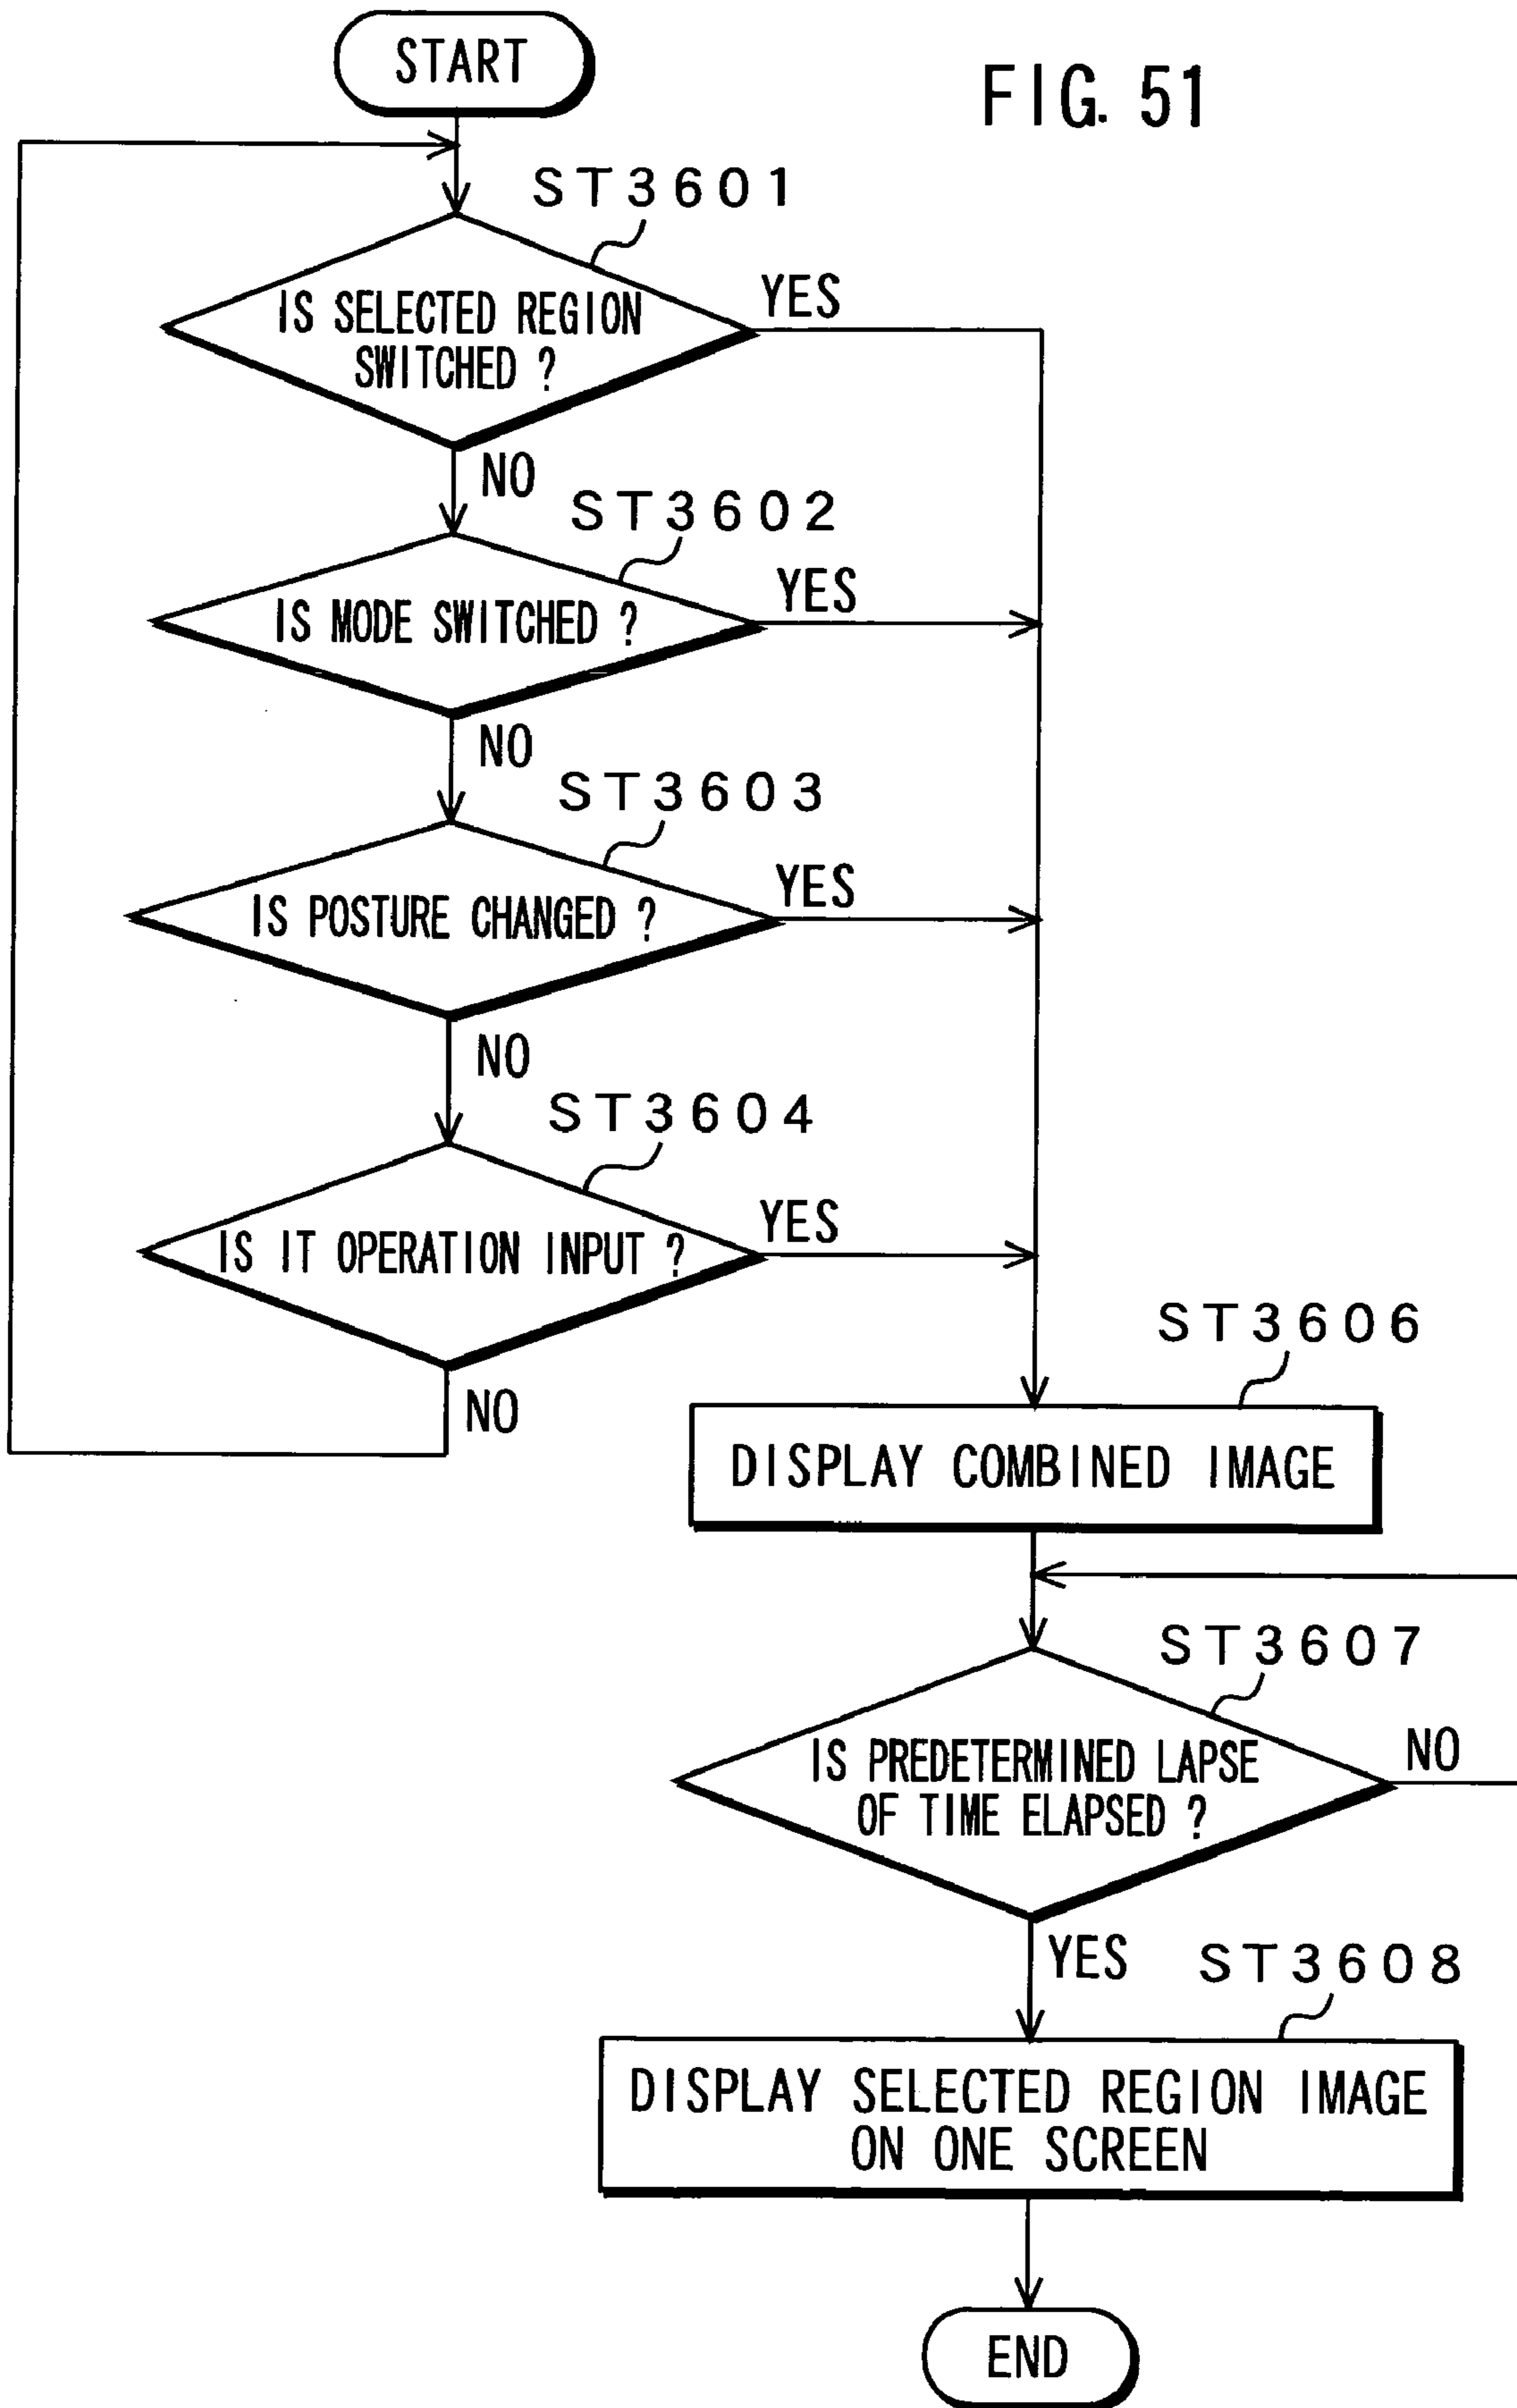 START
FIG. 51
ST3601
IS SELECTED REGION
SWITCHED ?
YES
NO
ST3602
IS MODE SWITCHED ?
YES
NO
ST3603
IS POSTURE CHANGED ?
YES
NO
ST3604
IS IT OPERATION INPUT ?
YES
NO
ST3606
DISPLAY COMBINED IMAGE
ST3607
IS PREDETERMINED LAPSE
OF TIME ELAPSED ?
NO
YES
ST3608
DISPLAY SELECTED REGION IMAGE
ON ONE SCREEN
END